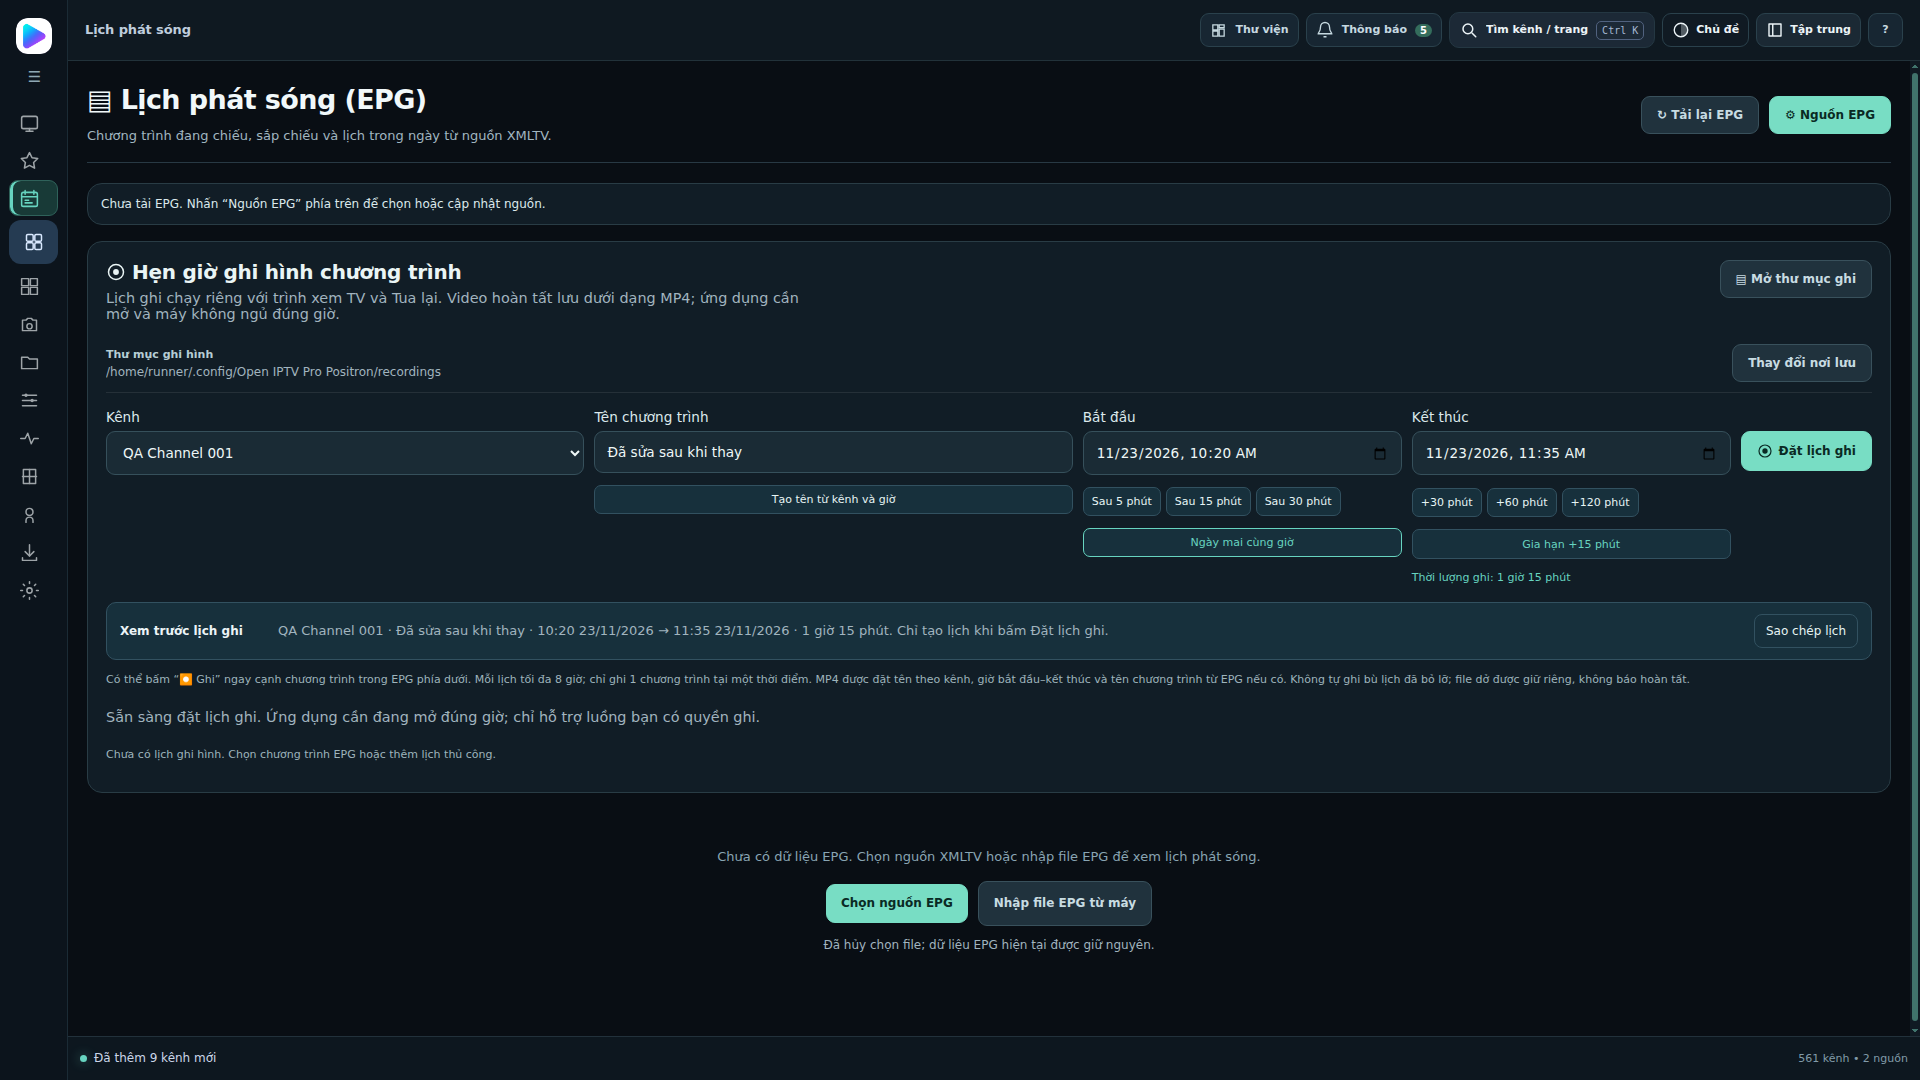 Lịch phát sóng
Thư viện
Thông báo 5
Tìm kênh / trang Ctrl K
Chủ đề
Tập trung
?
▤ Lịch phát sóng (EPG)
Chương trình đang chiếu, sắp chiếu và lịch trong ngày từ nguồn XMLTV.
↻ Tải lại EPG
⚙ Nguồn EPG
Chưa tải EPG. Nhấn “Nguồn EPG” phía trên để chọn hoặc cập nhật nguồn.
Hẹn giờ ghi hình chương trình
Lịch ghi chạy riêng với trình xem TV và Tua lại. Video hoàn tất lưu dưới dạng MP4; ứng dụng cần
mở và máy không ngủ đúng giờ.
▤ Mở thư mục ghi
Thư mục ghi hình
/home/runner/.config/Open IPTV Pro Positron/recordings
Thay đổi nơi lưu
Kênh
Tên chương trình
Bắt đầu
Kết thúc
QA Channel 001
Đã sửa sau khi thay
11/23/2026, 10:20 AM
11/23/2026, 11:35 AM
Đặt lịch ghi
Tạo tên từ kênh và giờ
Sau 5 phút
Sau 15 phút
Sau 30 phút
+30 phút
+60 phút
+120 phút
Ngày mai cùng giờ
Gia hạn +15 phút
Thời lượng ghi: 1 giờ 15 phút
Xem trước lịch ghi
QA Channel 001 · Đã sửa sau khi thay · 10:20 23/11/2026 → 11:35 23/11/2026 · 1 giờ 15 phút. Chỉ tạo lịch khi bấm Đặt lịch ghi.
Sao chép lịch
Có thể bấm “⏺ Ghi” ngay cạnh chương trình trong EPG phía dưới. Mỗi lịch tối đa 8 giờ; chỉ ghi 1 chương trình tại một thời điểm. MP4 được đặt tên theo kênh, giờ bắt đầu–kết thúc và tên chương trình từ EPG nếu có. Không tự ghi bù lịch đã bỏ lỡ; file dở được giữ riêng, không báo hoàn tất.
Sẵn sàng đặt lịch ghi. Ứng dụng cần đang mở đúng giờ; chỉ hỗ trợ luồng bạn có quyền ghi.
Chưa có lịch ghi hình. Chọn chương trình EPG hoặc thêm lịch thủ công.
Chưa có dữ liệu EPG. Chọn nguồn XMLTV hoặc nhập file EPG để xem lịch phát sóng.
Chọn nguồn EPG
Nhập file EPG từ máy
Đã hủy chọn file; dữ liệu EPG hiện tại được giữ nguyên.
Đã thêm 9 kênh mới
561 kênh • 2 nguồn